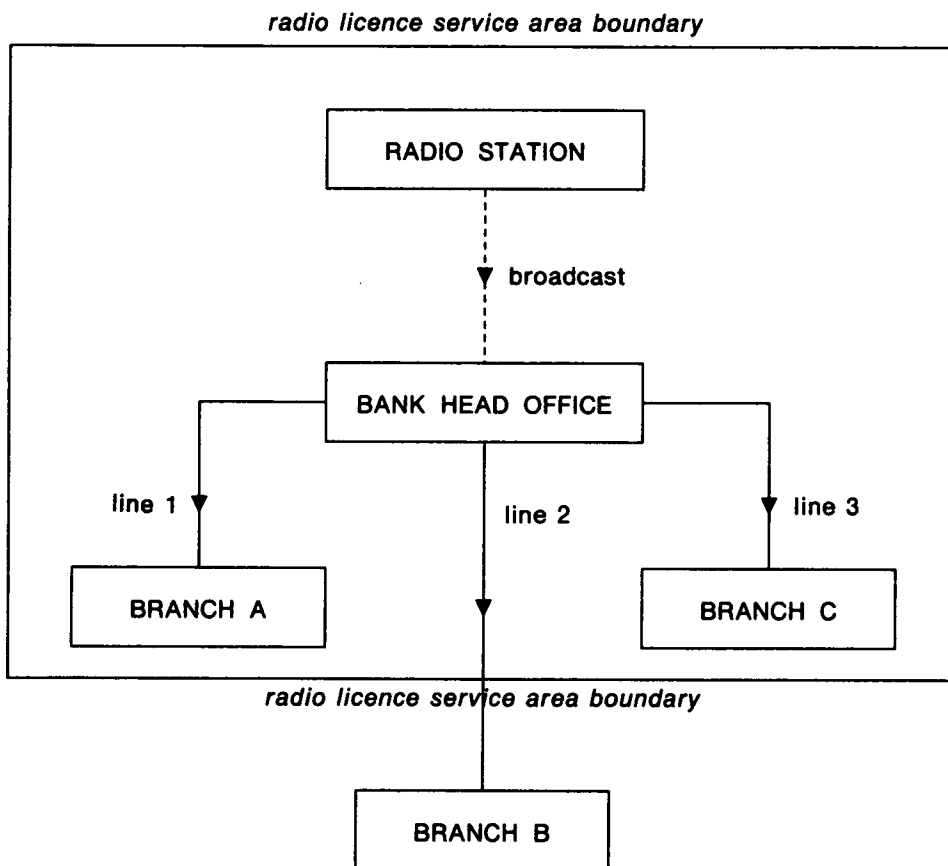 radio licence service area boundary
RADIO STATION
broadcast
BANK HEAD OFFICE
line 1
line 2
line 3
BRANCH A
BRANCH C
radio licence service area boundary
BRANCH B